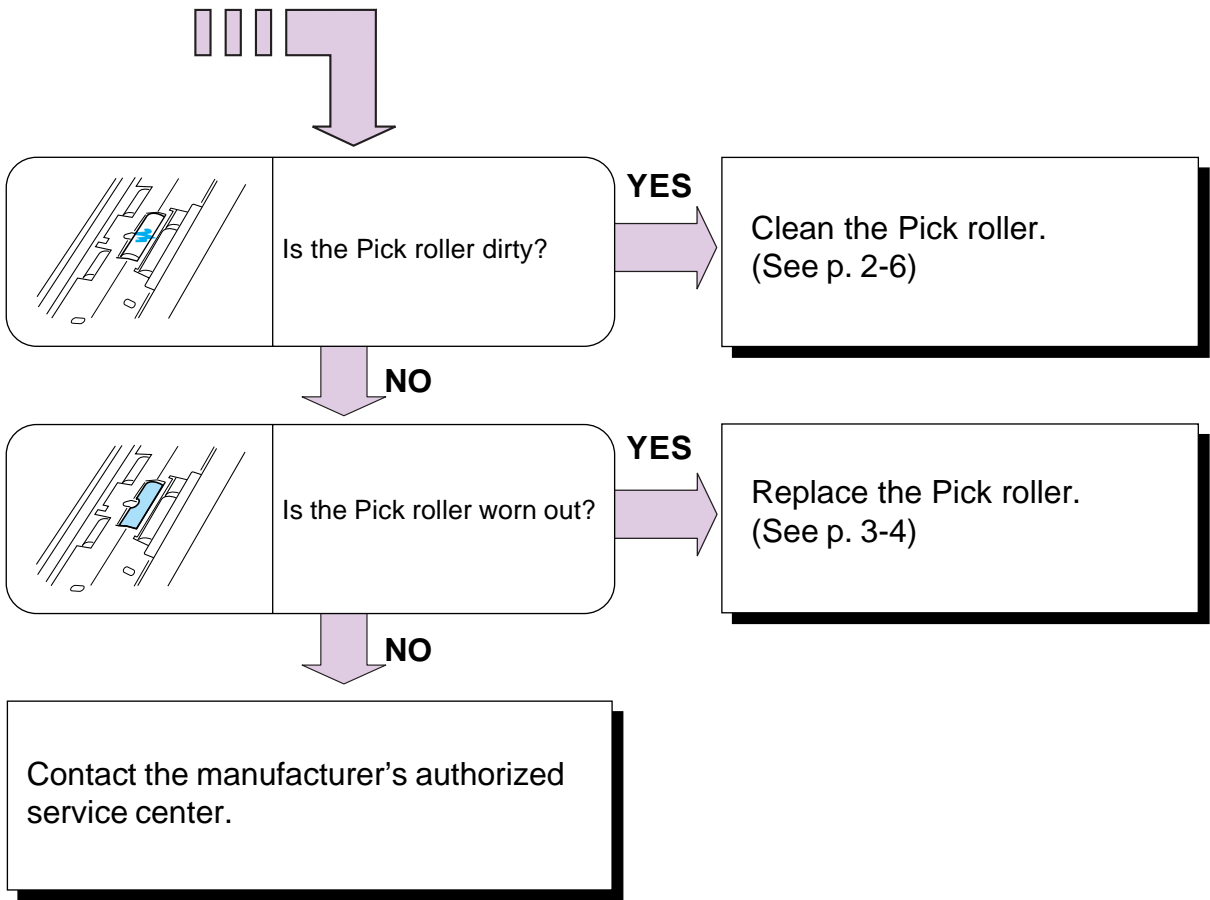 Is the Pick roller dirty?
YES
Clean the Pick roller.
(See p. 2-6)
NO
Is the Pick roller worn out?
YES
Replace the Pick roller.
(See p. 3-4)
NO
Contact the manufacturer’s authorized
service center.